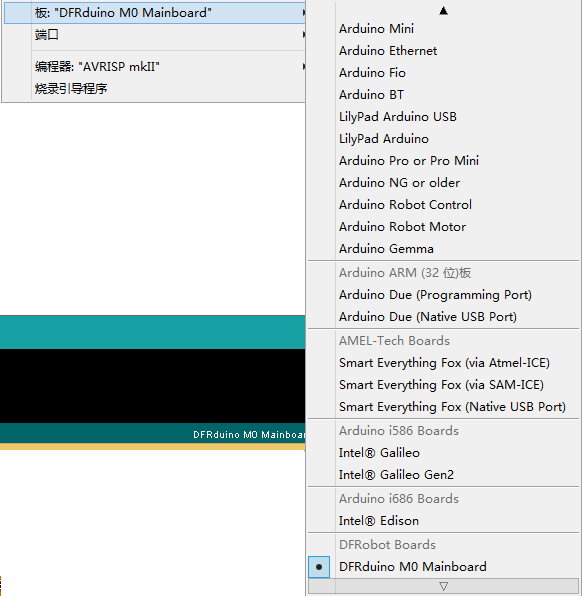 板: "DFRduino M0 Mainboard"
端口
编程器: "AVRISP mkII"
烧录引导程序
Arduino Mini
Arduino Ethernet
Arduino Fio
Arduino BT
LilyPad Arduino USB
LilyPad Arduino
Arduino Pro or Pro Mini
Arduino NG or older
Arduino Robot Control
Arduino Robot Motor
Arduino Gemma
Arduino ARM (32 位)板
Arduino Due (Programming Port)
Arduino Due (Native USB Port)
AMEL-Tech Boards
Smart Everything Fox (via Atmel-ICE)
Smart Everything Fox (via SAM-ICE)
Smart Everything Fox (Native USB Port)
Arduino i586 Boards
Intel® Galileo
Intel® Galileo Gen2
Arduino i686 Boards
Intel® Edison
DFRobot Boards
DFRduino M0 Mainboard
DFRduino M0 Mainboar